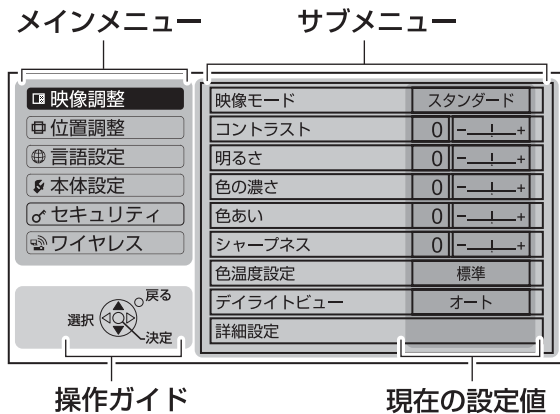 メインメニュー
サブメニュー
映像調整
位置調整
言語設定
本体設定
セキュリティ
ワイヤレス
映像モード スタンダード
コントラスト 0 - +
明るさ 0 - +
色の濃さ 0 - +
色あい 0 - +
シャープネス 0 - +
色温度設定 標準
デイライトビュー オート
詳細設定
戻る
選択
決定
操作ガイド
現在の設定値